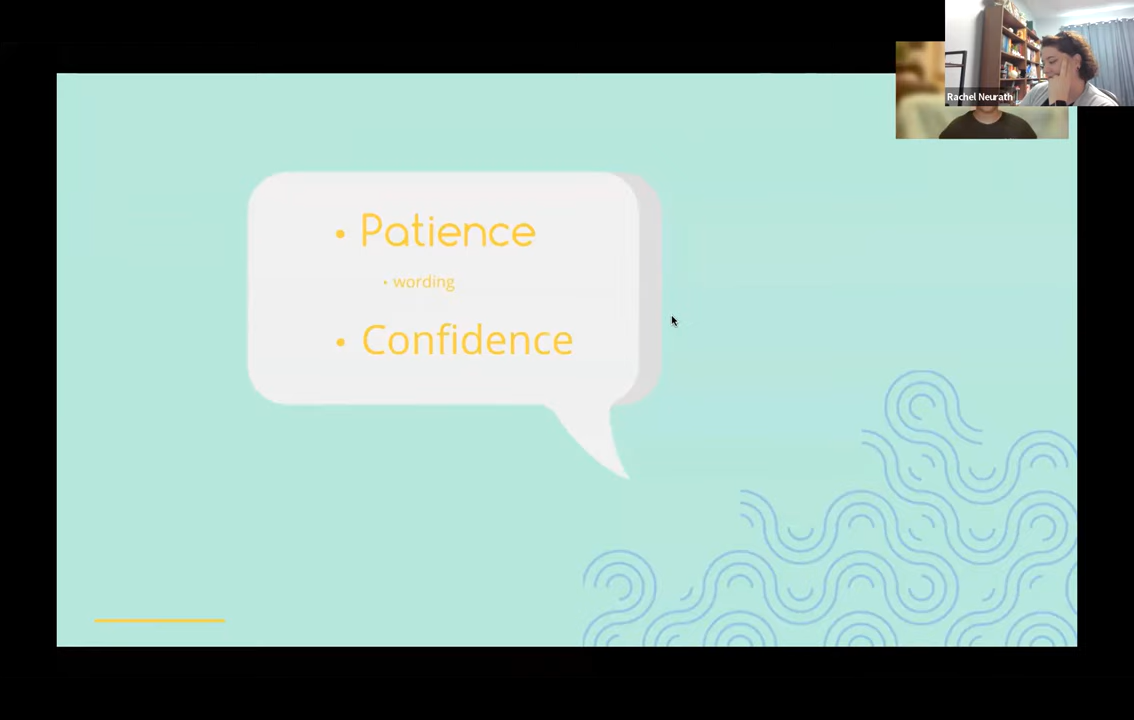 Rachel Neurath
• Patience
• wording
• Confidence